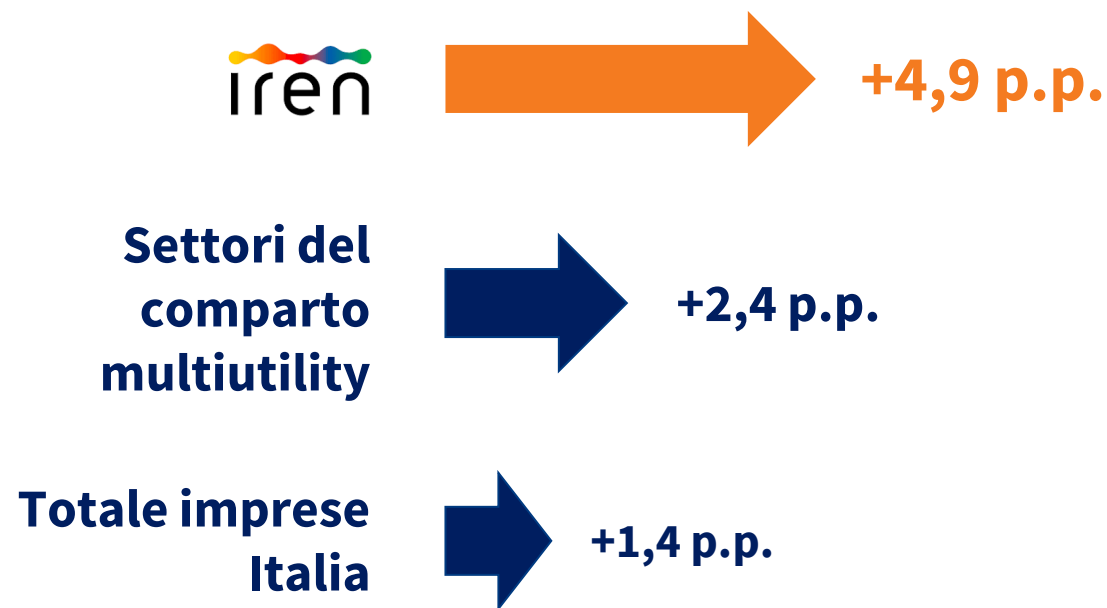 iren
+4,9 p.p.
Settori del
comparto
multiutility
+2,4 p.p.
Totale imprese
Italia
+1,4 p.p.